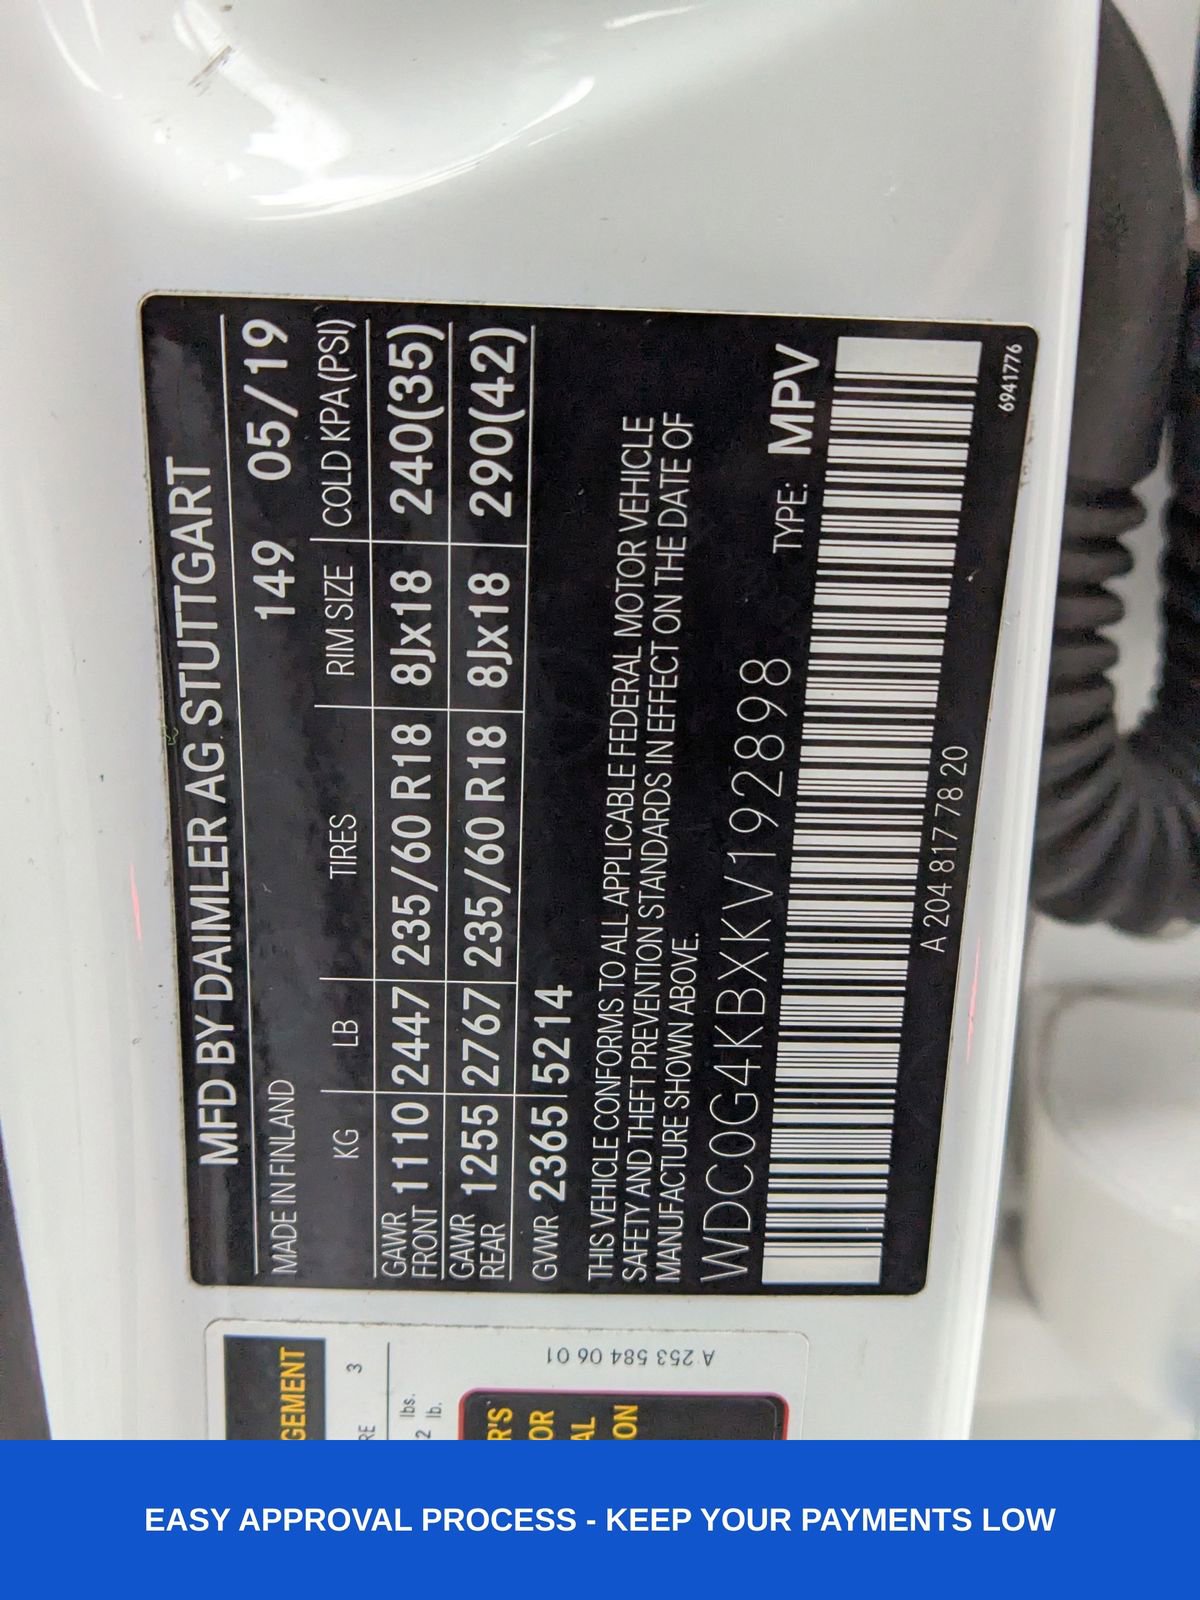 MFD BY DAIMLER AG STUTTGART
MADE IN FINLAND 149 05/19
KG LB TIRES RIM SIZE COLD KPA(PSI)
GAWR FRONT 1110 2447 235/60 R18 8Jx18 240(35)
GAWR REAR 1255 2767 235/60 R18 8Jx18 290(42)
GVWR 2365 5214
THIS VEHICLE CONFORMS TO ALL APPLICABLE FEDERAL MOTOR VEHICLE
SAFETY AND THEFT PREVENTION STANDARDS IN EFFECT ON THE DATE OF
MANUFACTURE SHOWN ABOVE.
WDC0G4KBXKV192898 TYPE: MPV
A 204 817 78 20
6941776
A 253 584 06 01
3
lbs.
2 lb.
EASY APPROVAL PROCESS - KEEP YOUR PAYMENTS LOW